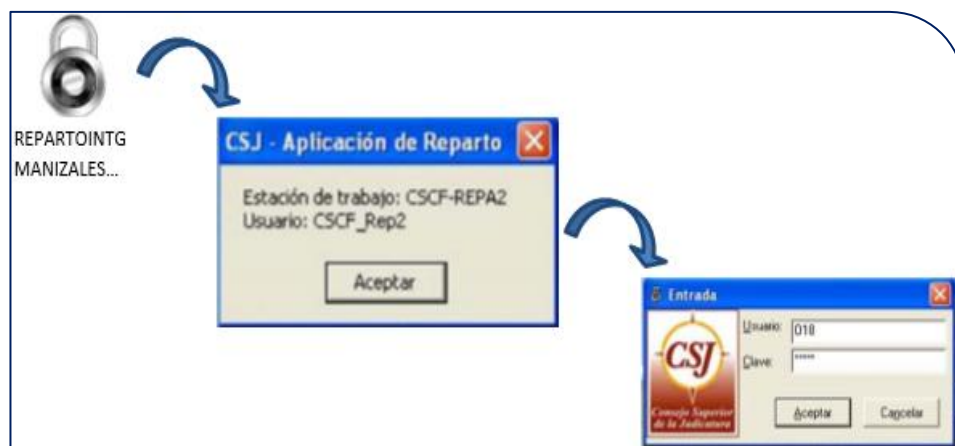 REPARTOINTG
MANIZALES...
CSJ - Aplicación de Reparto
Estación de trabajo: CSCF-REPA2
Usuario: CSCF_Rep2
Aceptar
Entrada
Usuario: 018
Clave: *****
CSJ
Consejo Superior
de la Judicatura
Aceptar Cancelar